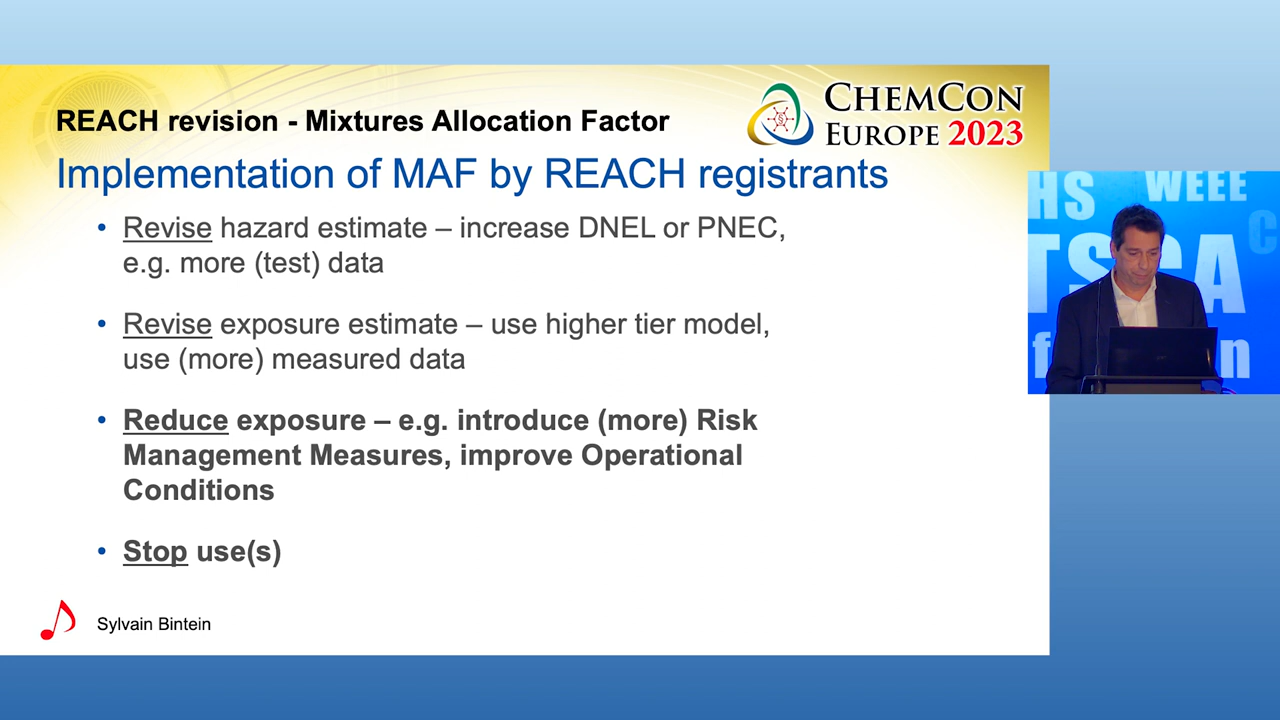 REACH revision - Mixtures Allocation Factor
CHEMCON
EUROPE 2023
Implementation of MAF by REACH registrants
• Revise hazard estimate – increase DNEL or PNEC,
e.g. more (test) data
• Revise exposure estimate – use higher tier model,
use (more) measured data
• Reduce exposure – e.g. introduce (more) Risk
Management Measures, improve Operational
Conditions
• Stop use(s)
Sylvain Bintein
HS WEEE
TSCA